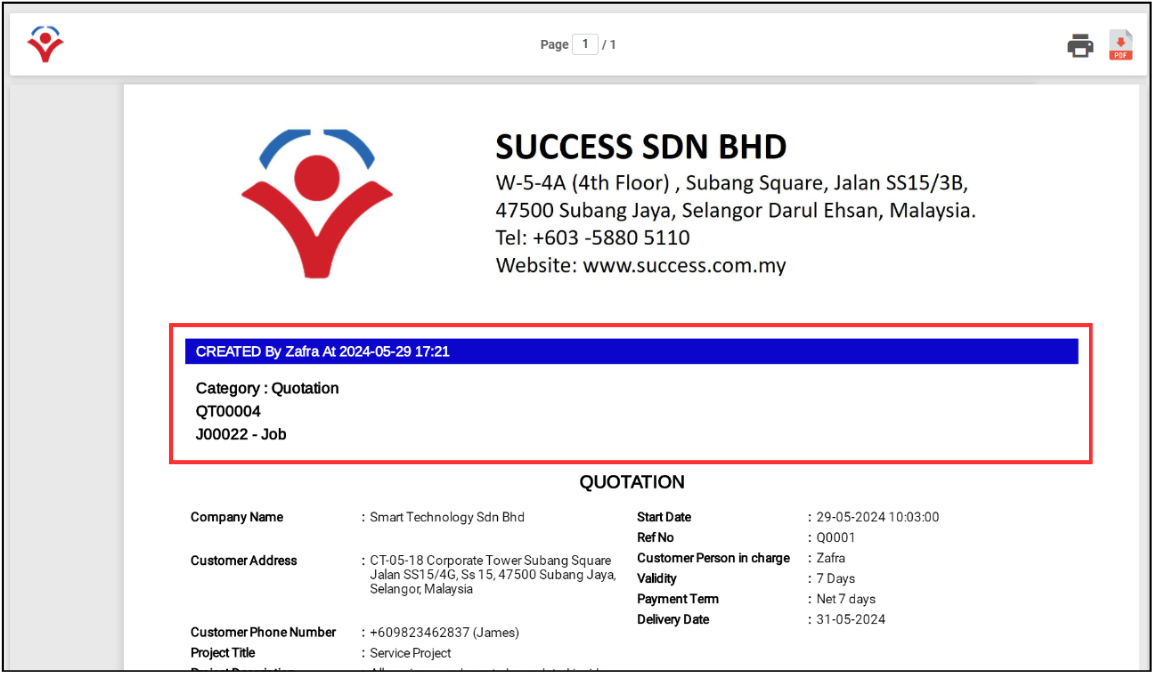 Page 1 / 1
PDF
SUCCESS SDN BHD
W-5-4A (4th Floor) , Subang Square, Jalan SS15/3B,
47500 Subang Jaya, Selangor Darul Ehsan, Malaysia.
Tel: +603 -5880 5110
Website: www.success.com.my
CREATED By Zafra At 2024-05-29 17:21
Category : Quotation
QT00004
J00022 - Job
QUOTATION
Company Name : Smart Technology Sdn Bhd
Customer Address : CT-05-18 Corporate Tower Subang Square
Jalan SS15/4G, Ss 15, 47500 Subang Jaya,
Selangor, Malaysia
Customer Phone Number : +609823462837 (James)
Project Title : Service Project
Start Date : 29-05-2024 10:03:00
Ref No : Q0001
Customer Person in charge : Zafra
Validity : 7 Days
Payment Term : Net 7 days
Delivery Date : 31-05-2024